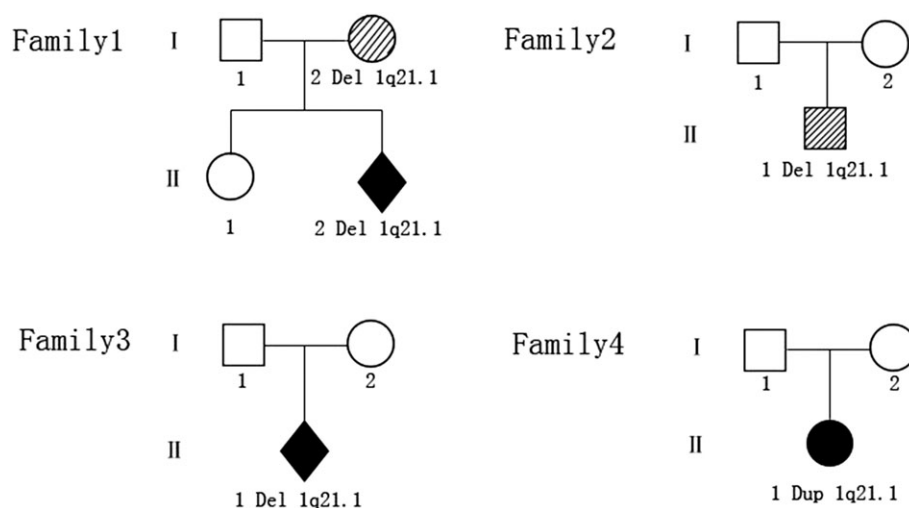 Family1 I 1 2 Del 1q21.1
II 1 2 Del 1q21.1
Family2 I 1 2
II 1 Del 1q21.1
Family3 I 1 2
II 1 Del 1q21.1
Family4 I 1 2
II 1 Dup 1q21.1